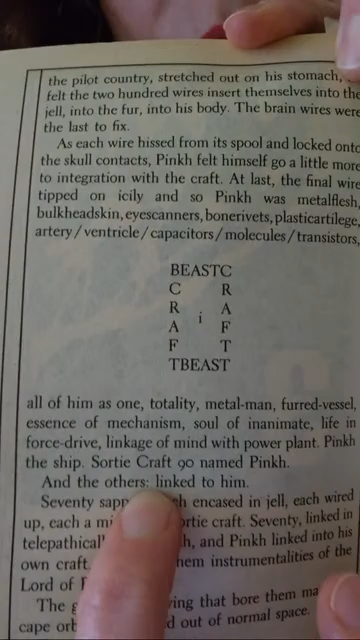 the pilot country, stretched out on his stomach,
felt the two hundred wires insert themselves into the
jell, into the fur, into his body. The brain wires were
the last to fix.
As each wire hissed from its spool and locked onto
the skull contacts, Pinkh felt himself go a little more
to integration with the craft. At last, the final wire
tipped on icily and so Pinkh was metalflesh,
bulkheadskin, eyescanners, bonerivets, plasticartilege,
artery/ventricle/capacitors/molecules/transistors,
BEASTC
C R
R i A
A F
F T
TBEAST
all of him as one, totality, metal-man, furred-vessel,
essence of mechanism, soul of inanimate, life in
force-drive, linkage of mind with power plant. Pinkh
the ship. Sortie Craft 90 named Pinkh.
And the others: linked to him.
Seventy encased in jell, each wired
up, each a sortie craft. Seventy, linked in
and Pinkh linked into his
own craft. instrumentalities of the
Lord of
The that bore them
cape out of normal space.